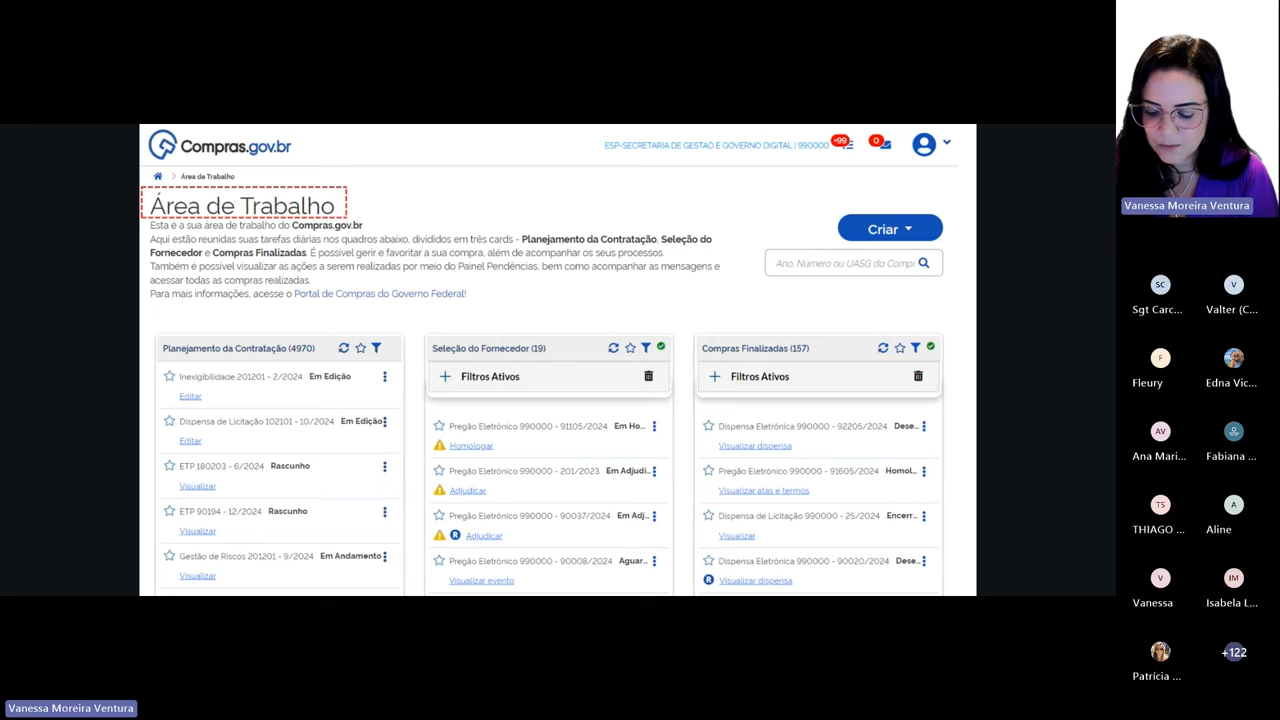 Compras.gov.br
ESP-SECRETARIA DE GESTAO E GOVERNO DIGITAL | 990000
+99
0
Área de Trabalho
Área de Trabalho
Esta é a sua área de trabalho do Compras.gov.br
Aqui estão reunidas suas tarefas diárias nos quadros abaixo, divididos em três cards - Planejamento da Contratação, Seleção do
Fornecedor e Compras Finalizadas. É possível gerir e favoritar a sua compra, além de acompanhar os seus processos.
Também é possível visualizar as ações a serem realizadas por meio do Painel Pendências, bem como acompanhar as mensagens e
acessar todas as compras realizadas.
Para mais informações, acesse o Portal de Compras do Governo Federal!
Criar
Ano, Número ou UASG da Compr
Planejamento da Contratação (4970)
Inexigibilidade 201201 - 2/2024 Em Edição
Editar
Dispensa de Licitação 102101 - 10/2024 Em Edição
Editar
ETP 180203 - 6/2024 Rascunho
Visualizar
ETP 90194 - 12/2024 Rascunho
Visualizar
Gestão de Riscos 201201 - 9/2024 Em Andamento
Visualizar
Seleção do Fornecedor (19)
Filtros Ativos
Pregão Eletrônico 990000 - 91105/2024 Em Ho...
Homologar
Pregão Eletrônico 990000 - 201/2023 Em Adjudi...
Adjudicar
Pregão Eletrônico 990000 - 90037/2024 Em Adj...
R Adjudicar
Pregão Eletrônico 990000 - 90008/2024 Aguar...
Visualizar evento
Compras Finalizadas (157)
Filtros Ativos
Dispensa Eletrônica 990000 - 92205/2024 Dese...
Visualizar dispensa
Pregão Eletrônico 990000 - 91605/2024 Homol...
Visualizar atas e termos
Dispensa de Licitação 990000 - 25/2024 Encerr...
Visualizar
Dispensa Eletrônica 990000 - 90020/2024 Dese...
R Visualizar dispensa
Vanessa Moreira Ventura
SC
V
Sgt Carc...
Valter (C...
F
Fleury
Edna Vic...
AV
Ana Mari...
Fabiana ...
TS
A
THIAGO ...
Aline
V
IM
Vanessa
Isabela L...
+122
Patrícia ...
Vanessa Moreira Ventura